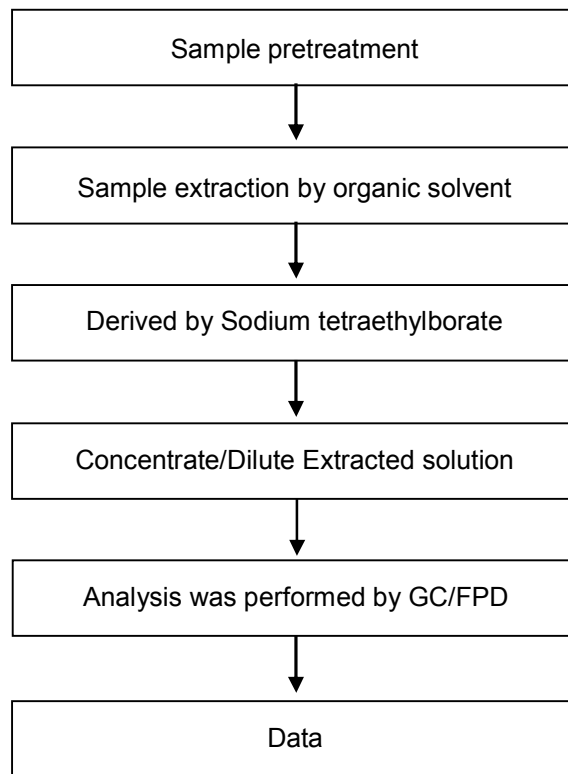 Sample pretreatment
Sample extraction by organic solvent
Derived by Sodium tetraethylborate
Concentrate/Dilute Extracted solution
Analysis was performed by GC/FPD
Data